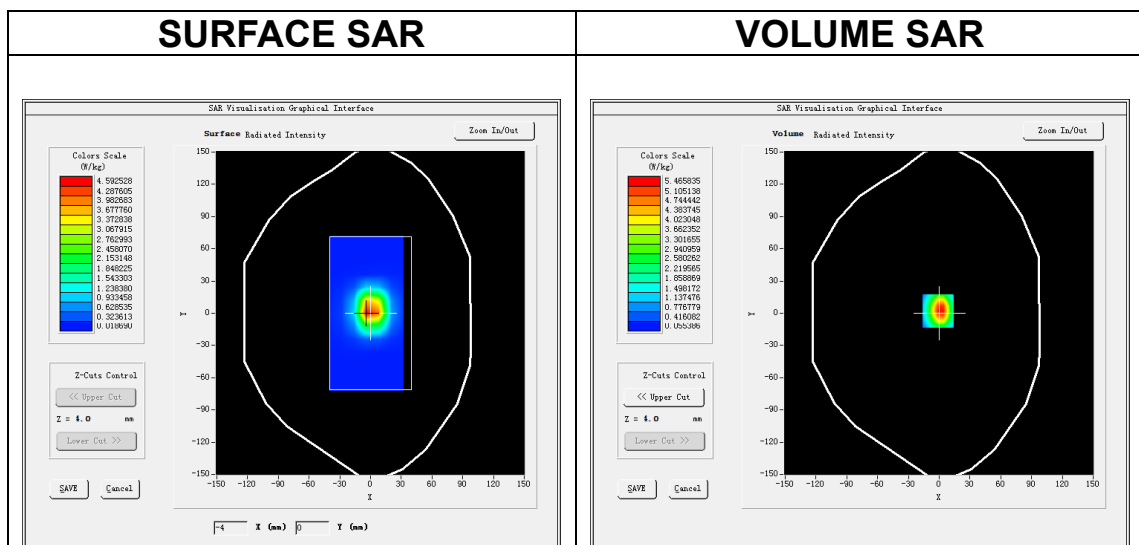 SURFACE SAR
VOLUME SAR
SAR Visualisation Graphical Interface
Surface Radiated Intensity
Zoom In/Out
Colors Scale
(W/kg)
4.592528
4.287605
3.982683
3.677760
3.372838
3.067915
2.762993
2.458070
2.153148
1.848225
1.543303
1.238380
0.933458
0.628535
0.323613
0.018690
150
120
90
60
30
0
-30
-60
-90
-120
-150
Y
-150 -120 -90 -60 -30 0 30 60 90 120 150
X
Z-Cuts Control
<< Upper Cut
Z = 4.0 mm
Lower Cut >>
SAVE Cancel
-4 X (mm) 0 Y (mm)
SAR Visualisation Graphical Interface
Volume Radiated Intensity
Zoom In/Out
Colors Scale
(W/kg)
5.465835
5.105138
4.744442
4.383745
4.023048
3.662352
3.301655
2.940959
2.580262
2.219565
1.858869
1.498172
1.137476
0.776779
0.416082
0.055386
150
120
90
60
30
0
-30
-60
-90
-120
-150
Y
-150 -120 -90 -60 -30 0 30 60 90 120 150
X
Z-Cuts Control
<< Upper Cut
Z = 4.0 mm
Lower Cut >>
SAVE Cancel